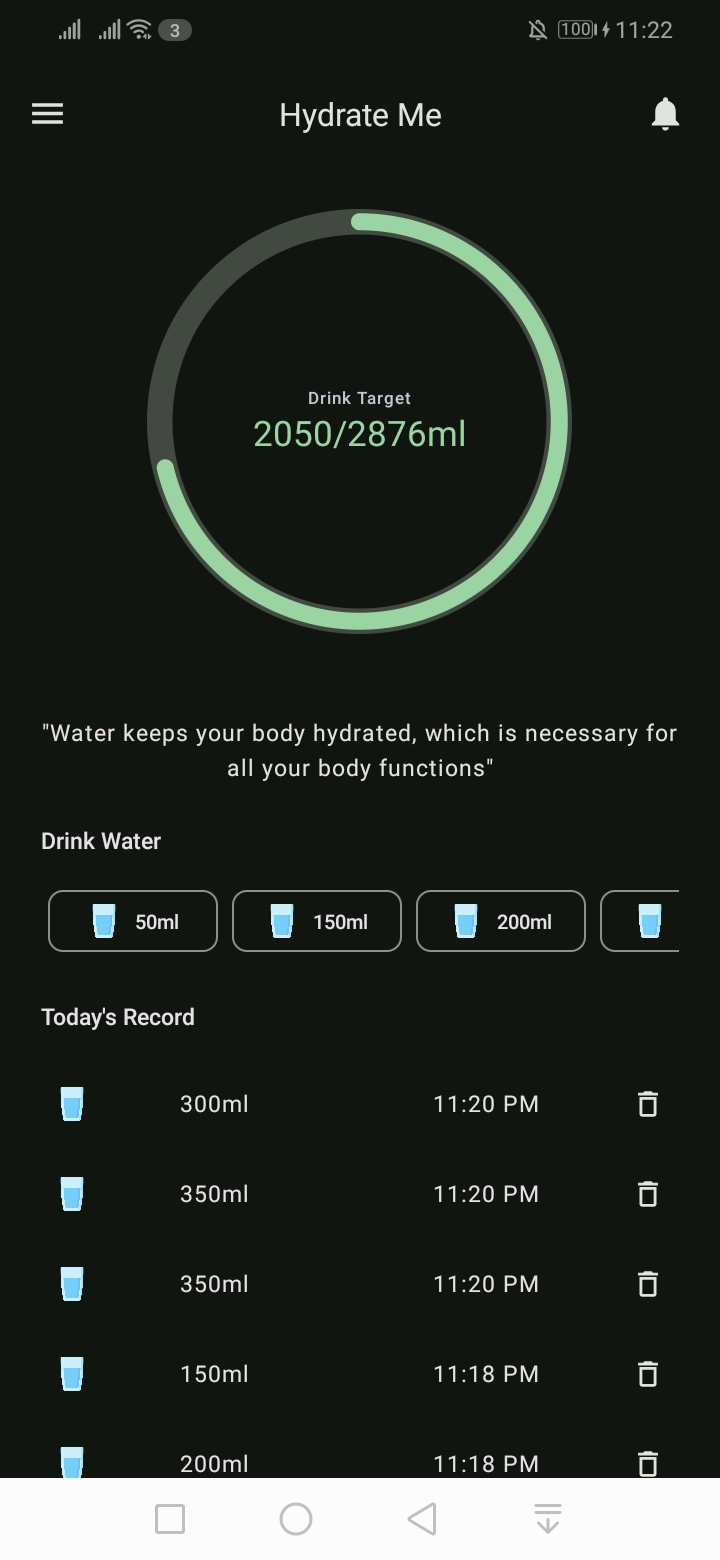 3 100 11:22
Hydrate Me
Drink Target
2050/2876ml
"Water keeps your body hydrated, which is necessary for
all your body functions"
Drink Water
50ml 150ml 200ml
Today's Record
300ml 11:20 PM
350ml 11:20 PM
350ml 11:20 PM
150ml 11:18 PM
200ml 11:18 PM